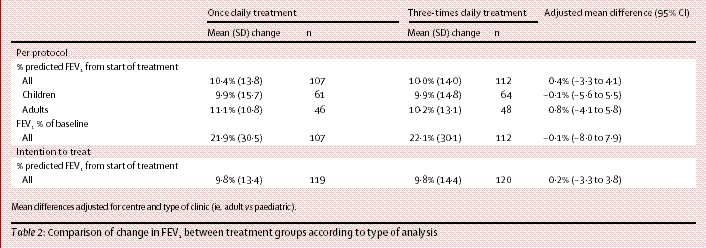 Once daily treatment Three-times daily treatment Adjusted mean difference (95% CI)
Mean (SD) change n Mean (SD) change n
Per protocol
% predicted FEV₁ from start of treatment
All 10·4% (13·8) 107 10·0% (14·0) 112 0·4% (–3·3 to 4·1)
Children 9·9% (15·7) 61 9·9% (14·8) 64 –0·1% (–5·6 to 5·5)
Adults 11·1% (10·8) 46 10·2% (13·1) 48 0·8% (–4·1 to 5·8)
FEV₁ % of baseline
All 21·9% (30·5) 107 22·1% (30·1) 112 –0·1% (–8·0 to 7·9)
Intention to treat
% predicted FEV₁ from start of treatment
All 9·8% (13·4) 119 9·8% (14·4) 120 0·2% (–3·3 to 3·8)
Mean differences adjusted for centre and type of clinic (ie, adult vs paediatric).
Table 2: Comparison of change in FEV₁ between treatment groups according to type of analysis